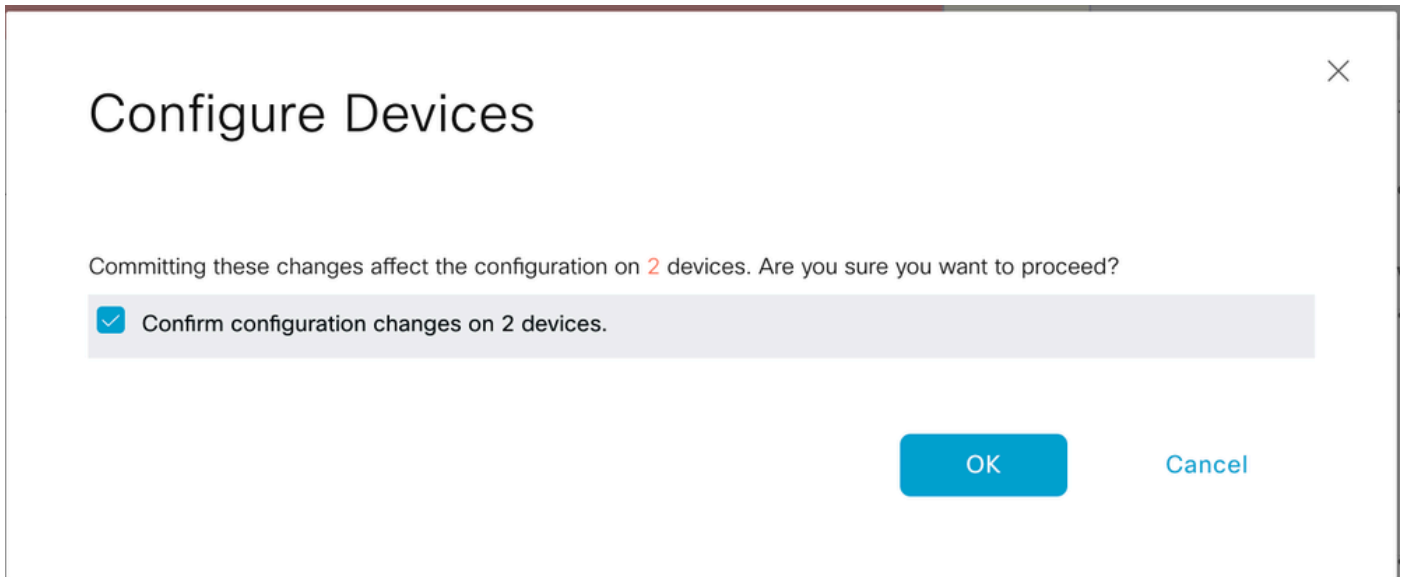 Configure Devices
Committing these changes affect the configuration on 2 devices. Are you sure you want to proceed?
Confirm configuration changes on 2 devices.
OK Cancel